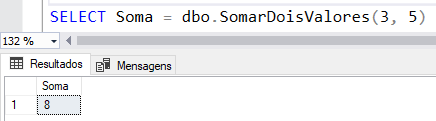 SELECT Soma = dbo.SomarDoisValores(3, 5)
132 %
Resultados Mensagens
Soma
1 8